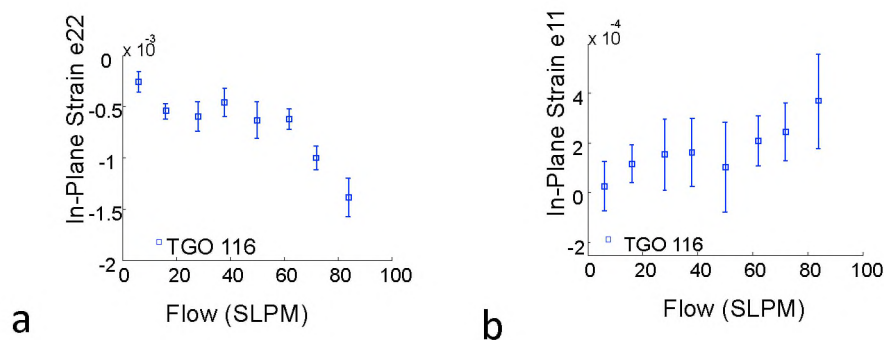 x 10⁻³
0
-0.5
-1
-1.5
-2
In-Plane Strain e22
TGO 116
0 20 40 60 80 100
Flow (SLPM)
a
x 10⁻⁴
4
2
0
-2
In-Plane Strain e11
TGO 116
0 20 40 60 80 100
Flow (SLPM)
b